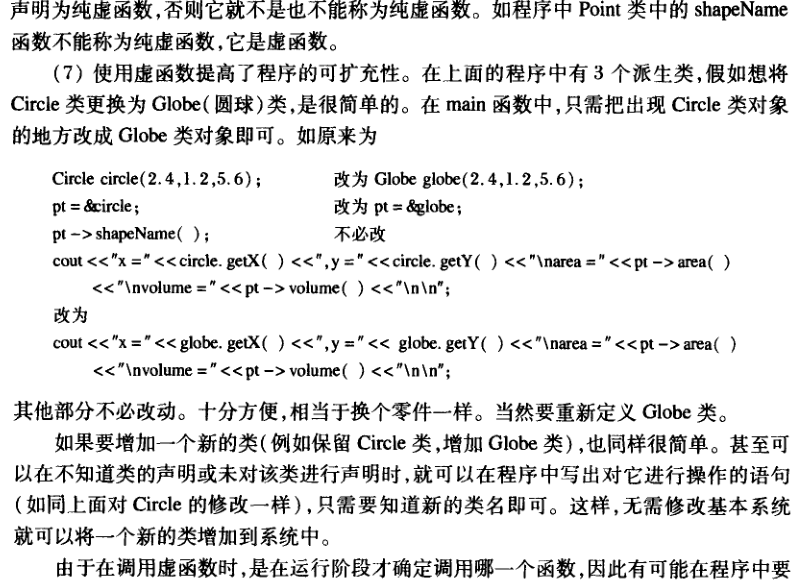 声明为纯虚函数,否则它就不是也不能称为纯虚函数。如程序中 Point 类中的 shapeName
函数不能称为纯虚函数,它是虚函数。
(7) 使用虚函数提高了程序的可扩充性。在上面的程序中有 3 个派生类,假如想将
Circle 类更换为 Globe(圆球)类,是很简单的。在 main 函数中,只需把出现 Circle 类对象
的地方改成 Globe 类对象即可。如原来为
Circle circle(2.4,1.2,5.6); 改为 Globe globe(2.4,1.2,5.6);
pt = &circle; 改为 pt = &globe;
pt -> shapeName( ); 不必改
cout <<"x =" <<circle. getX( ) <<",y =" <<circle. getY( ) <<"\narea =" <<pt -> area( )
<<"\nvolume =" <<pt -> volume( ) <<"\n\n";
改为
cout <<"x =" << globe. getX( ) <<",y =" << globe. getY( ) <<"\narea =" <<pt -> area( )
<<"\nvolume =" <<pt -> volume( ) <<"\n\n";
其他部分不必改动。十分方便,相当于换个零件一样。当然要重新定义 Globe 类。
如果要增加一个新的类(例如保留 Circle 类,增加 Globe 类),也同样很简单。甚至可
以在不知道类的声明或未对该类进行声明时,就可以在程序中写出对它进行操作的语句
(如同上面对 Circle 的修改一样),只需要知道新的类名即可。这样,无需修改基本系统
就可以将一个新的类增加到系统中。
由于在调用虚函数时,是在运行阶段才确定调用哪一个函数,因此有可能在程序中要